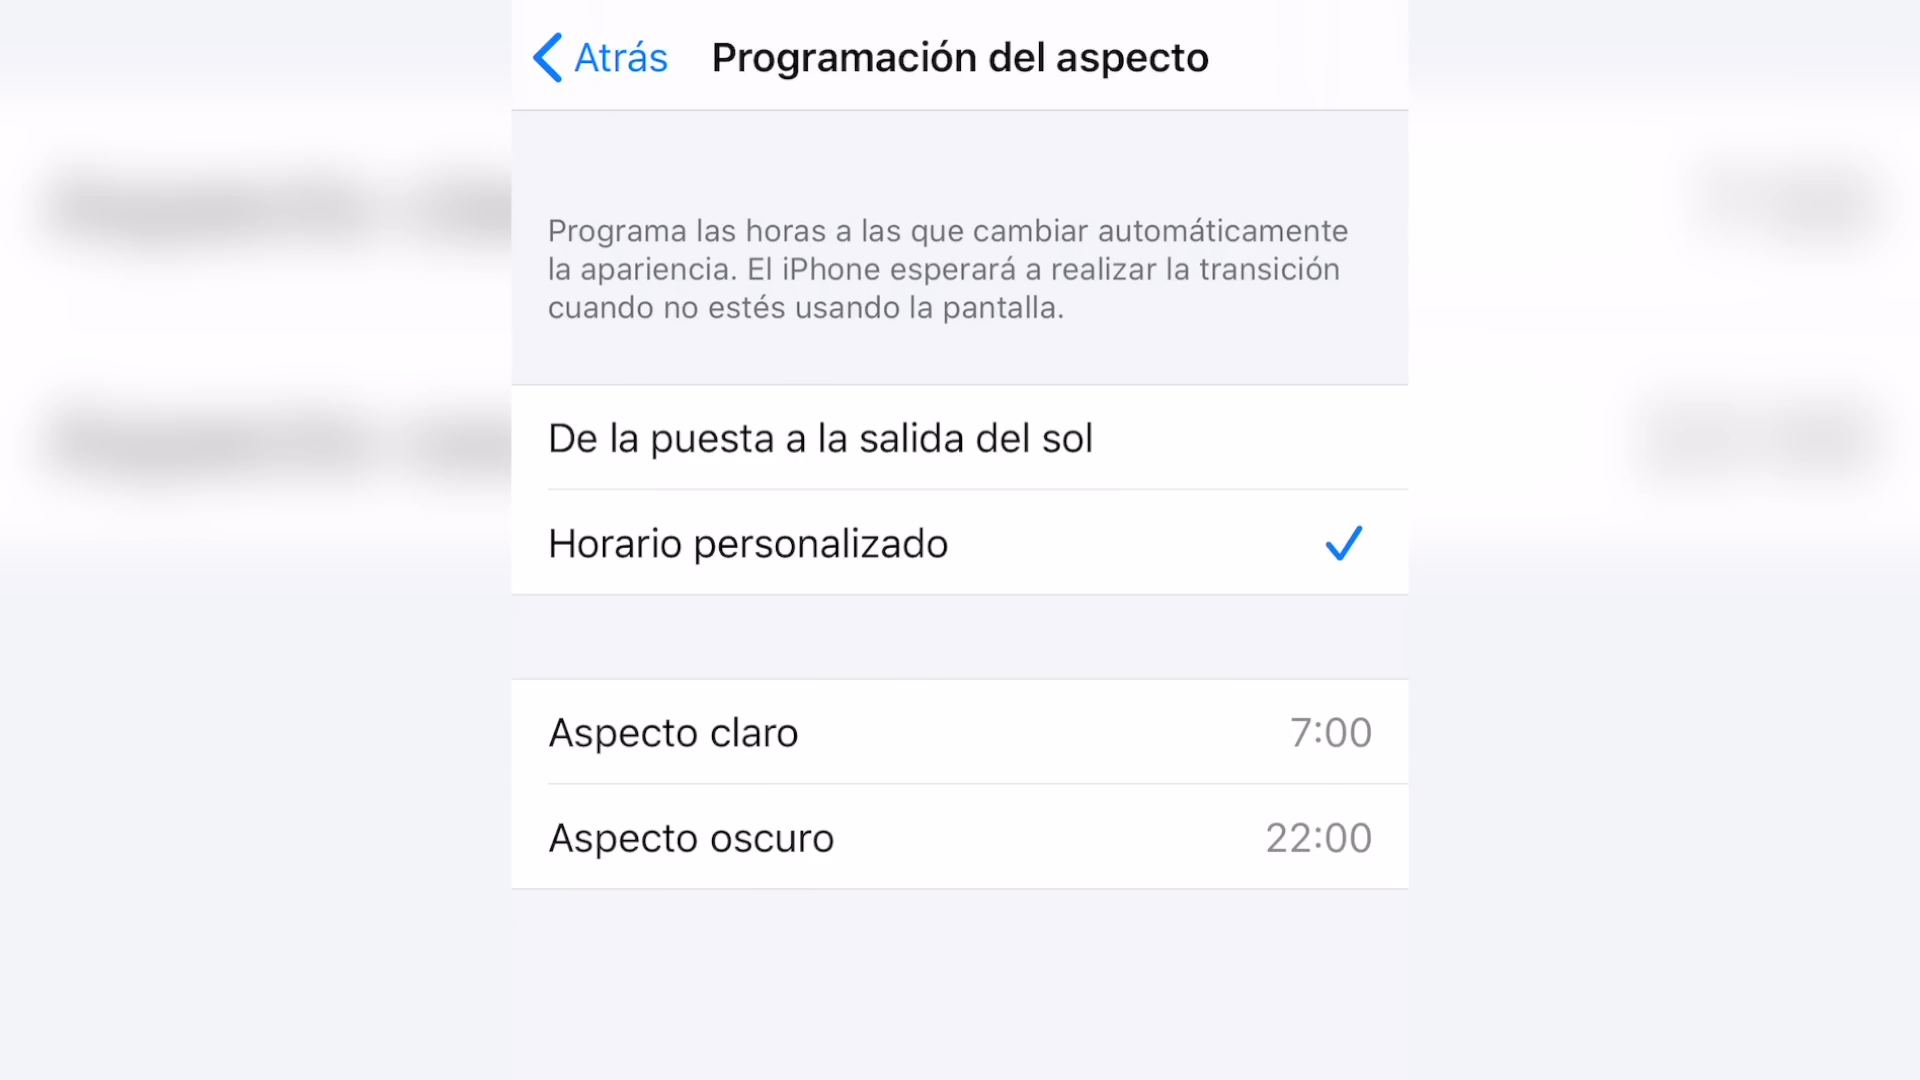 Atrás
Programación del aspecto
Programa las horas a las que cambiar automáticamente
la apariencia. El iPhone esperará a realizar la transición
cuando no estés usando la pantalla.
De la puesta a la salida del sol
Horario personalizado
Aspecto claro 7:00
Aspecto oscuro 22:00